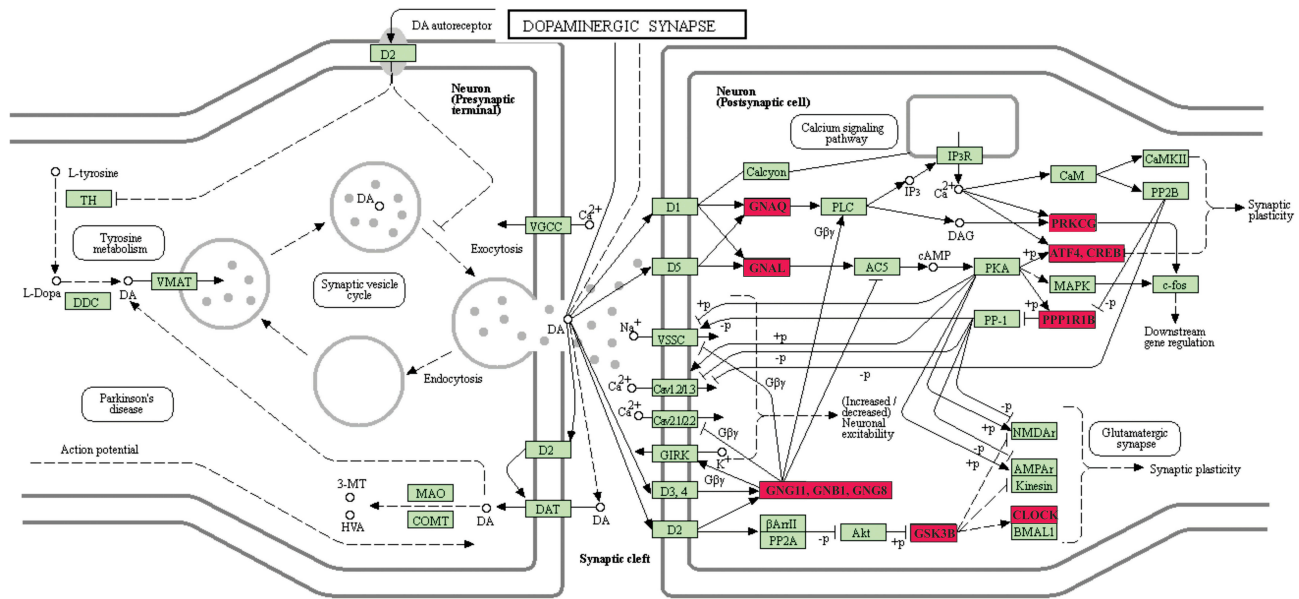 DA autoreceptor
DOPAMINERGIC SYNAPSE
D2
Neuron
(Presynaptic
terminal)
Neuron
(Postsynaptic cell)
Calcium signaling
pathway
L-tyrosine
TH
DA
Tyrosine
metabolism
Exocytosis
VGCC
Ca2+
L-Dopa
DDC
DA
VMAT
Synaptic vesicle
cycle
DA
Endocytosis
Parkinson's
disease
Action potential
3-MT
HVA
MAO
COMT
DA
D2
DAT
DA
Synaptic cleft
D1
D5
Na+
VSSC
Ca2+
Cav1.2/1.3
Ca2+
Cav2.1/2.2
GIRK
K+
D3, 4
D2
Calcyon
IP3R
IP3
Ca2+
CaM
CaMKII
PP2B
Synaptic
plasticity
GNAQ
PLC
Gβγ
DAG
PRKCG
GNAL
AC5
cAMP
PKA
+p
ATF4, CREB
MAPK
c-fos
+p
-p
PP-1
+p
PPP1R1B
Downstream
gene regulation
+p
-p
+p
-p
-p
Gβγ
Gβγ
Gβγ
(Increased /
decreased)
Neuronal
excitability
-p
+p
NMDAr
-p
+p
AMPAr
Kinesin
Glutamatergic
synapse
Synaptic plasticity
GNG11, GNB1, GNG8
βArrII
PP2A
-p
Akt
+p
GSK3B
CLOCK
BMAL1